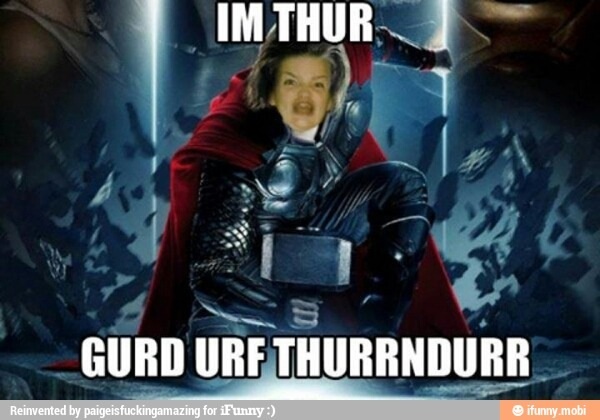 IM THUR
GURD URF THURRNDURR
Reinvented by paigeisfuckingamazing for iFunny :)
ifunny.mobi